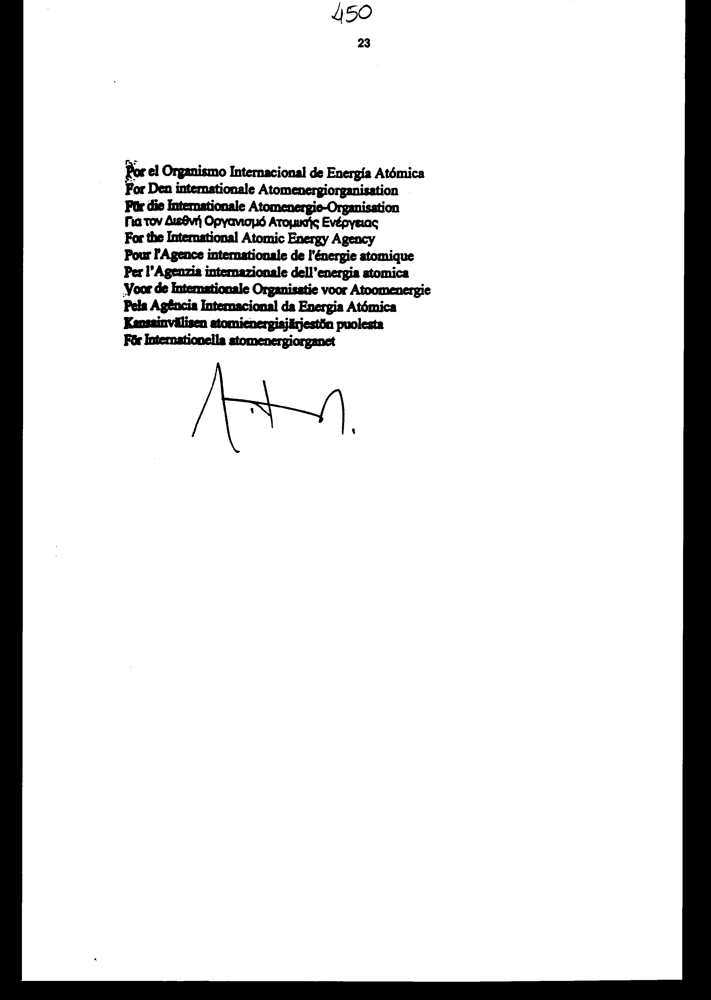 450
23
Por el Organismo Internacional de Energía Atómica
For Den internationale Atomenergiorganisation
Für die Internationale Atomenergie-Organisation
Για τον Διεθνή Οργανισμό Ατομικής Ενέργειας
For the International Atomic Energy Agency
Pour l'Agence internationale de l'énergie atomique
Per l'Agenzia internazionale dell'energia atomica
Voor de Internationale Organisatie voor Atoomenergie
Pela Agência Internacional da Energia Atómica
Kansainvälisen atomienergiajärjestön puolesta
För Internationella atomenergiorganet